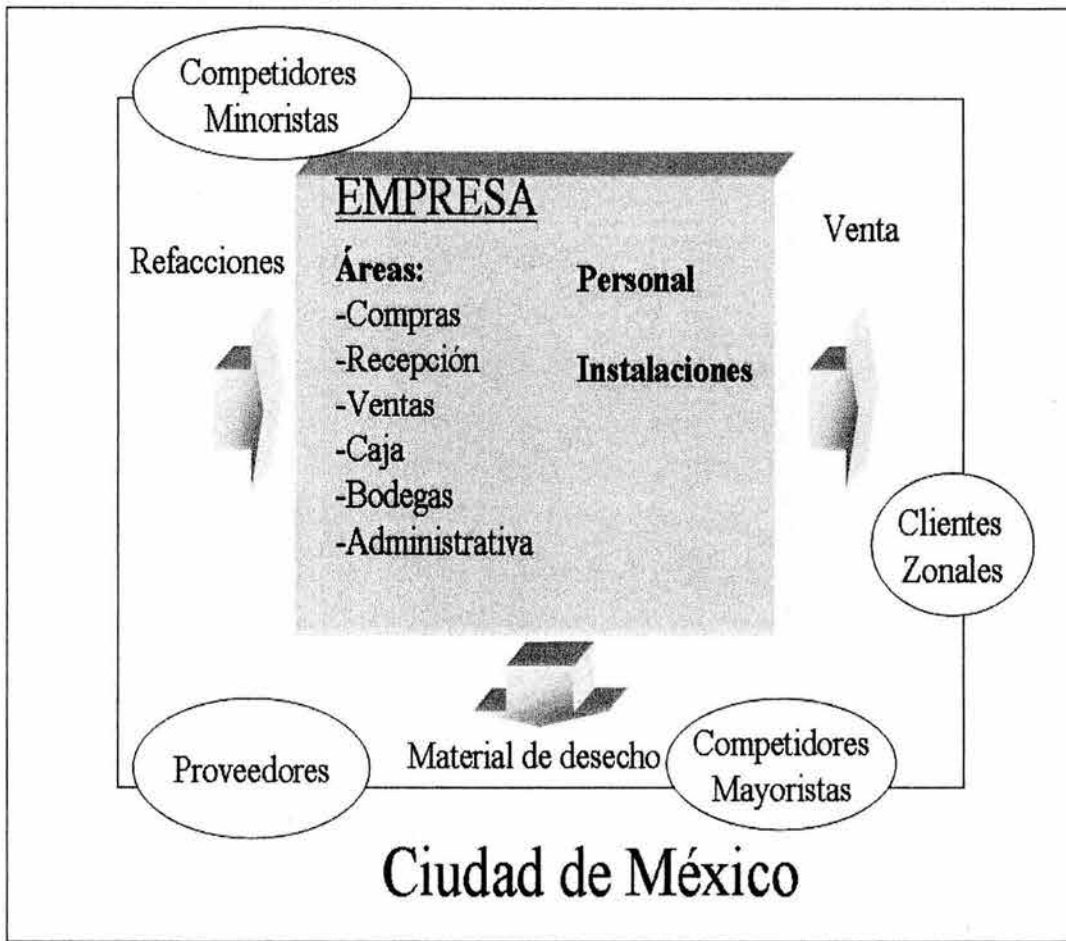 Competidores
Minoristas
EMPRESA
Refacciones
Áreas:
-Compras
-Recepción
-Ventas
-Caja
-Bodegas
-Administrativa
Personal
Instalaciones
Venta
Clientes
Zonales
Proveedores
Material de desecho
Competidores
Mayoristas
Ciudad de México